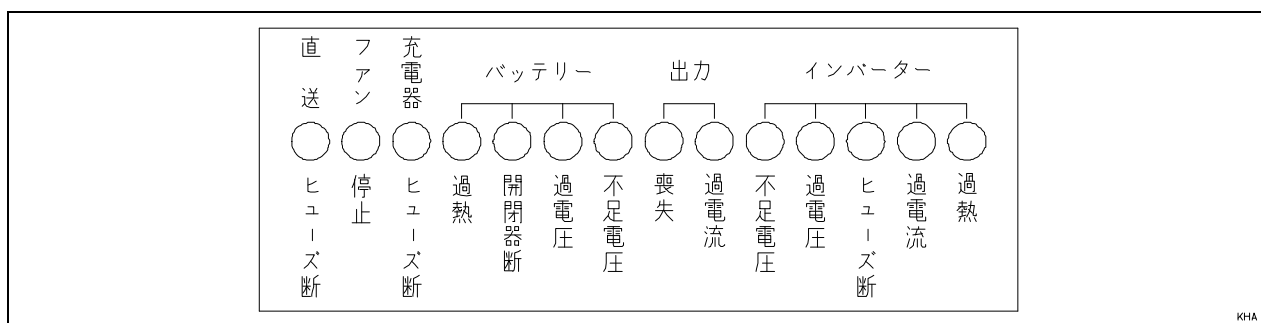 直送
ファン
充電器
バッテリー
出力
インバーター
ヒューズ断
停止
ヒューズ断
過熱
開閉器断
過電圧
不足電圧
喪失
過電流
不足電圧
過電圧
ヒューズ断
過電流
過熱
KHA